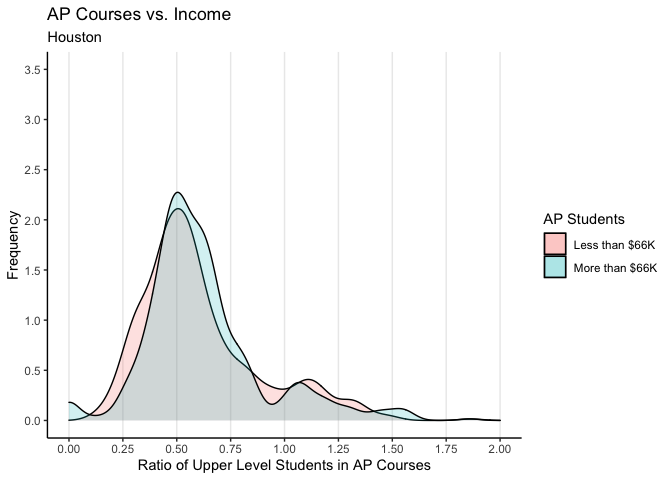 AP Courses vs. Income
Houston
3.5
3.0
2.5
2.0
1.5
1.0
0.5
0.0
Frequency
0.00 0.25 0.50 0.75 1.00 1.25 1.50 1.75 2.00
Ratio of Upper Level Students in AP Courses
AP Students
Less than $66K
More than $66K